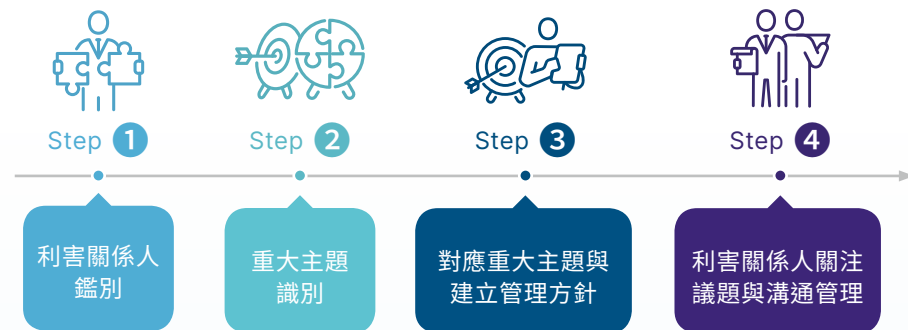 Step 1
Step 2
Step 3
Step 4
利害關係人
鑑別
重大主題
識別
對應重大主題與
建立管理方針
利害關係人關注
議題與溝通管理